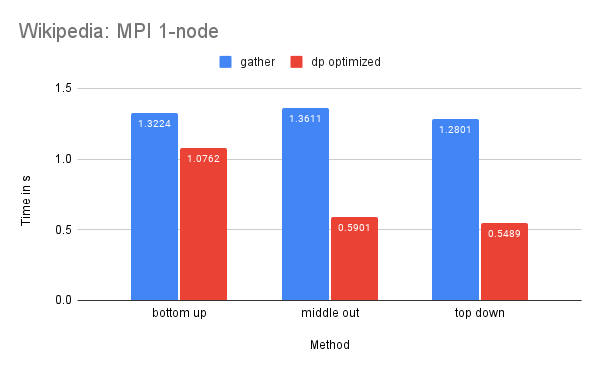 Wikipedia: MPI 1-node
gather dp optimized
1.5
1.0
0.5
0.0
Time in s
1.3224
1.0762
1.3611
0.5901
1.2801
0.5489
bottom up middle out top down
Method